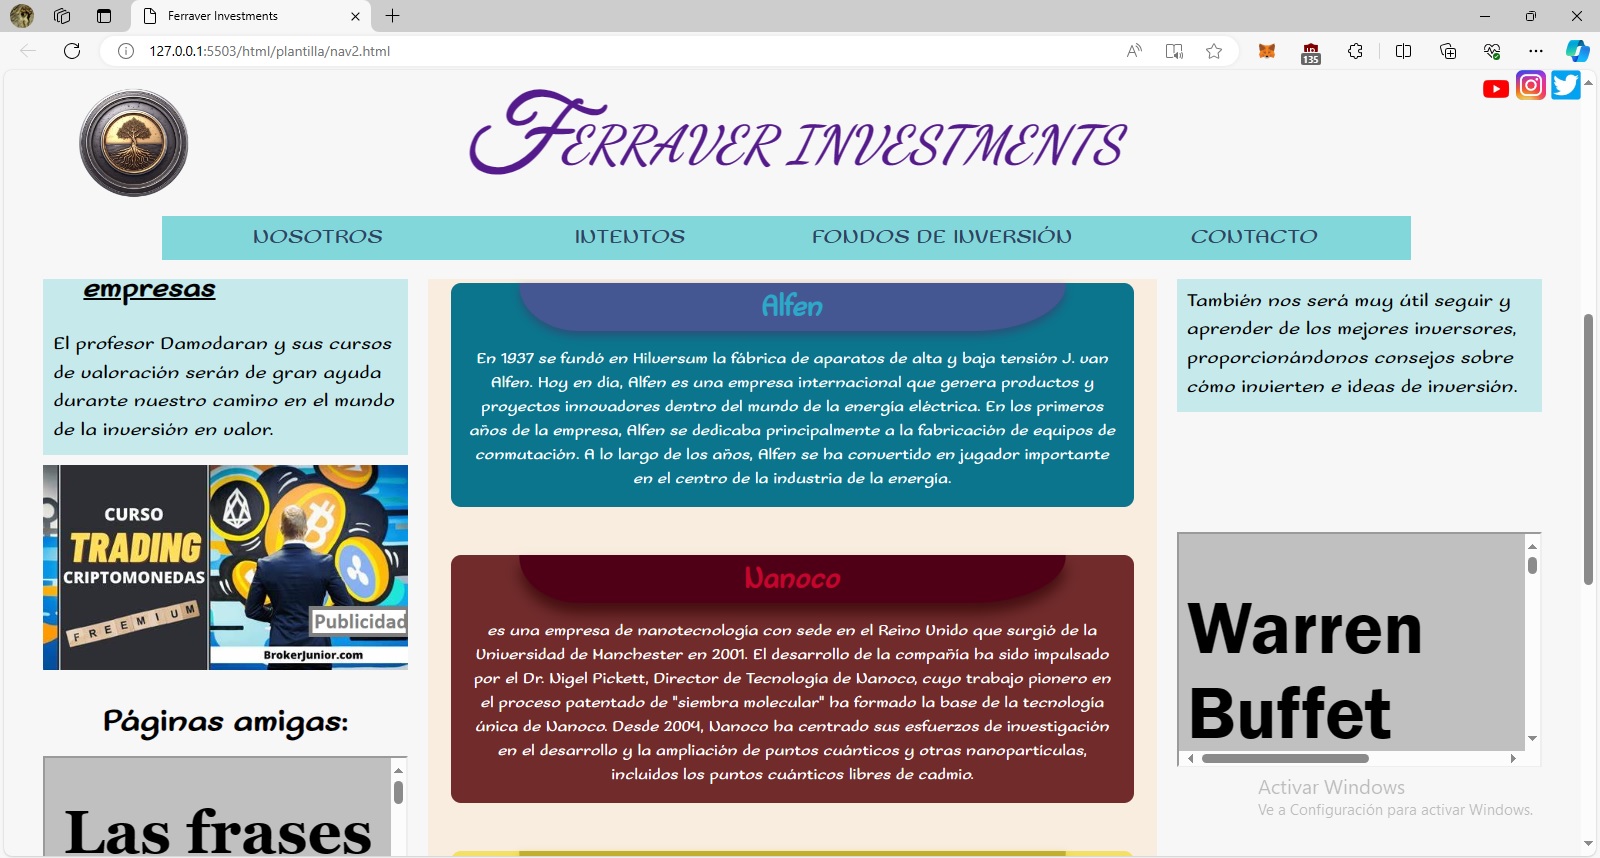 Ferraver Investments
127.0.0.1:5503/html/plantilla/nav2.html
135
FERRAVER INVESTMENTS
NOSOTROS
INTENTOS
FONDOS DE INVERSIÓN
CONTACTO
empresas
El profesor Damodaran y sus cursos
de valoración serán de gran ayuda
durante nuestro camino en el mundo
de la inversión en valor.
CURSO
TRADING
CRIPTOMONEDAS
FREEMIUM
Publicidad
BrokerJunior.com
Páginas amigas:
Las frases
Alfen
En 1937 se fundó en Hilversum la fábrica de aparatos de alta y baja tensión J. van
Alfen. Hoy en día, Alfen es una empresa internacional que genera productos y
proyectos innovadores dentro del mundo de la energía eléctrica. En los primeros
años de la empresa, Alfen se dedicaba principalmente a la fabricación de equipos de
conmutación. A lo largo de los años, Alfen se ha convertido en jugador importante
en el centro de la industria de la energía.
Nanoco
es una empresa de nanotecnología con sede en el Reino Unido que surgió de la
Universidad de Manchester en 2001. El desarrollo de la compañía ha sido impulsado
por el Dr. Nigel Pickett, Director de Tecnología de Nanoco, cuyo trabajo pionero en
el proceso patentado de "siembra molecular" ha formado la base de la tecnología
única de Nanoco. Desde 2004, Nanoco ha centrado sus esfuerzos de investigación
en el desarrollo y la ampliación de puntos cuánticos y otras nanopartículas,
incluidos los puntos cuánticos libres de cadmio.
También nos será muy útil seguir y
aprender de los mejores inversores,
proporcionándonos consejos sobre
cómo invierten e ideas de inversión.
Warren
Buffet
Activar Windows
Ve a Configuración para activar Windows.